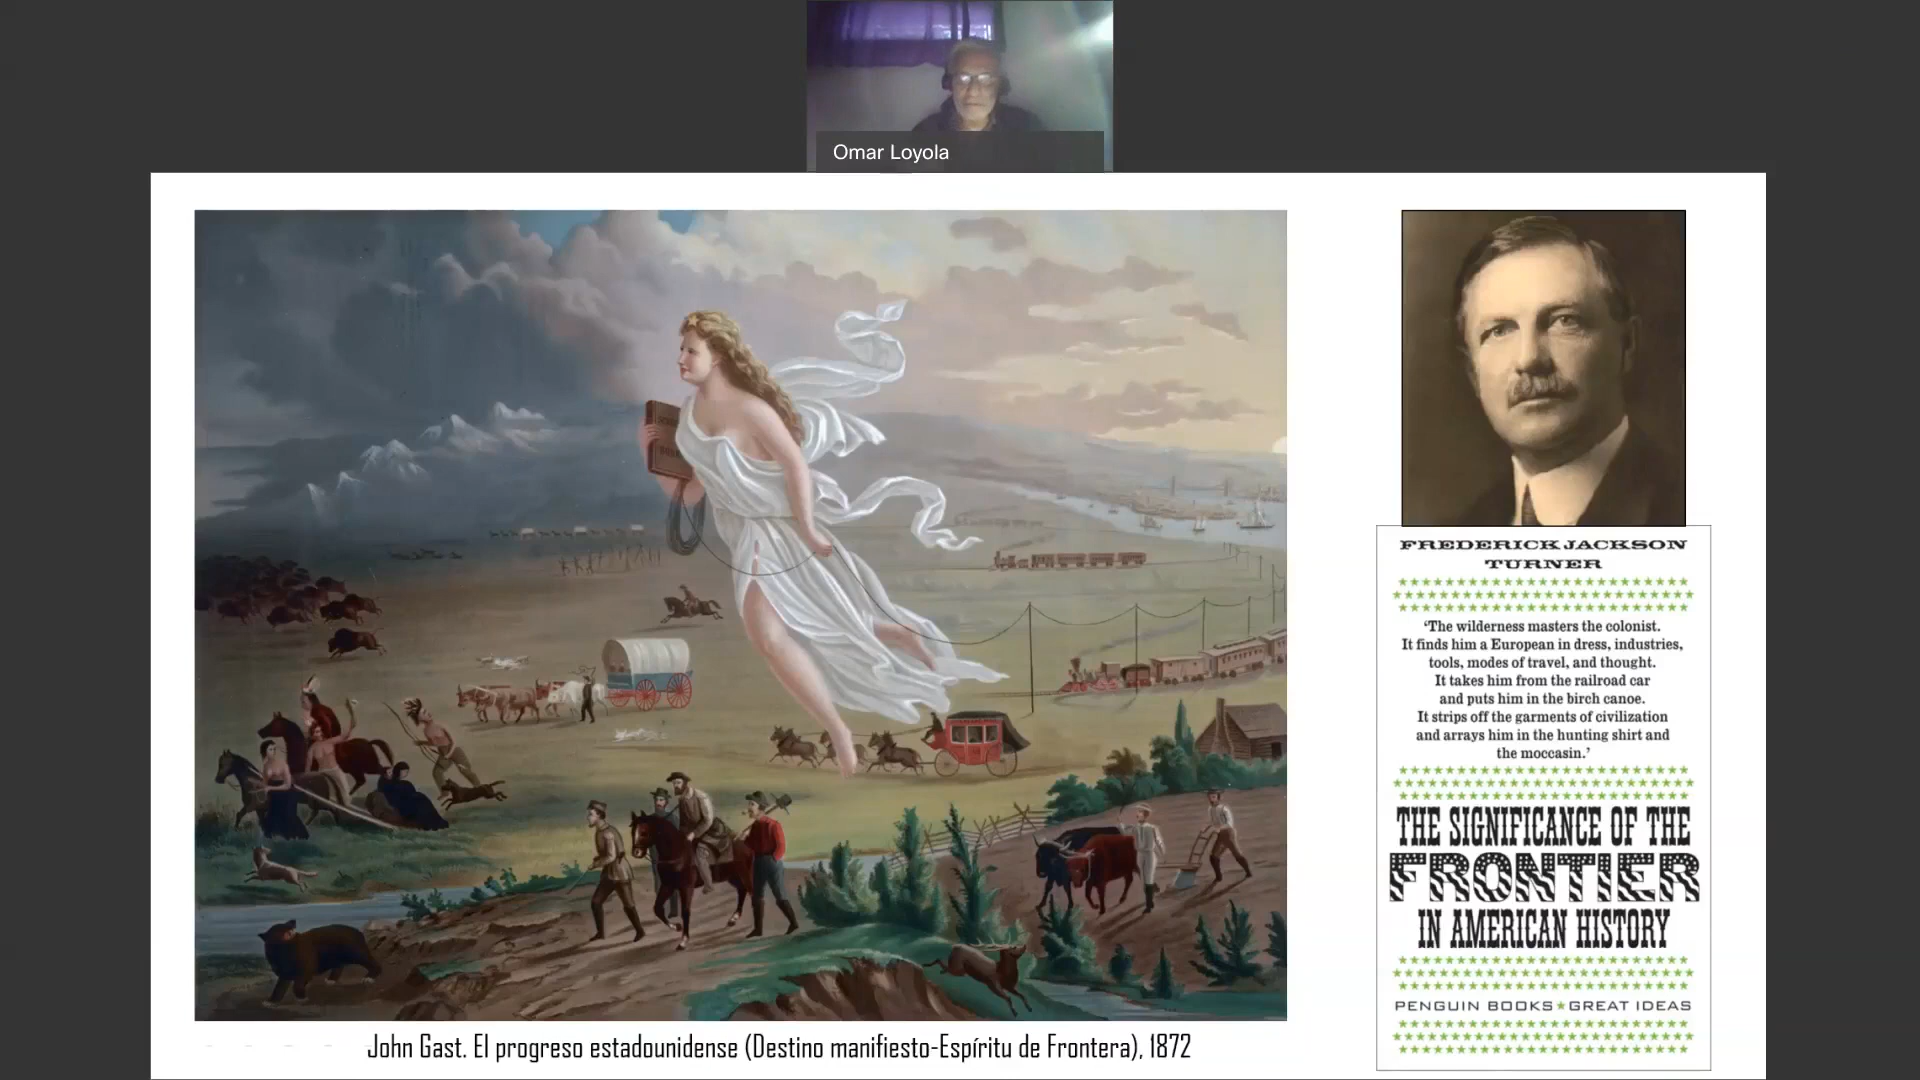 Omar Loyola
FREDERICK JACKSON
TURNER
‘The wilderness masters the colonist.
It finds him a European in dress, industries,
tools, modes of travel, and thought.
It takes him from the railroad car
and puts him in the birch canoe.
It strips off the garments of civilization
and arrays him in the hunting shirt and
the moccasin.’
THE SIGNIFICANCE OF THE
FRONTIER
IN AMERICAN HISTORY
PENGUIN BOOKS★GREAT IDEAS
John Gast. El progreso estadounidense (Destino manifiesto-Espíritu de Frontera), 1872